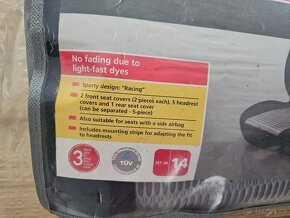 No fading due to
light-fast dyes
Sporty design: "Racing"
2 front seat covers (2 pieces each), 5 headrest
covers and 1 rear seat cover
(can be separated - 5-piece)
Also suitable for seats with a side airbag
Includes mounting strips for adapting the fit
to headrests
3
TÜV
SET OF 14